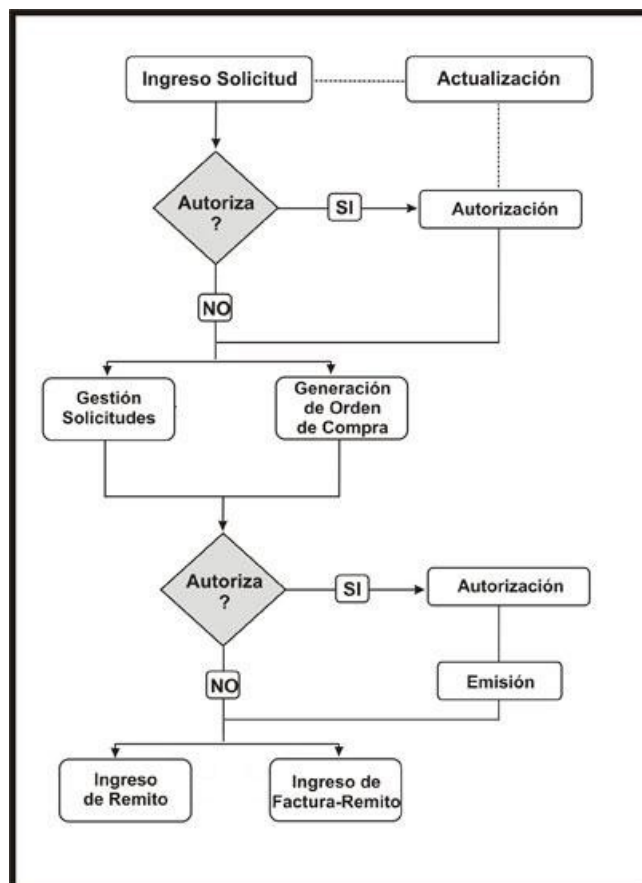 Ingreso Solicitud
Actualización
Autoriza
?
SI
Autorización
NO
Gestión
Solicitudes
Generación
de Orden
de Compra
Autoriza
?
SI
Autorización
NO
Emisión
Ingreso
de Remito
Ingreso de
Factura-Remito